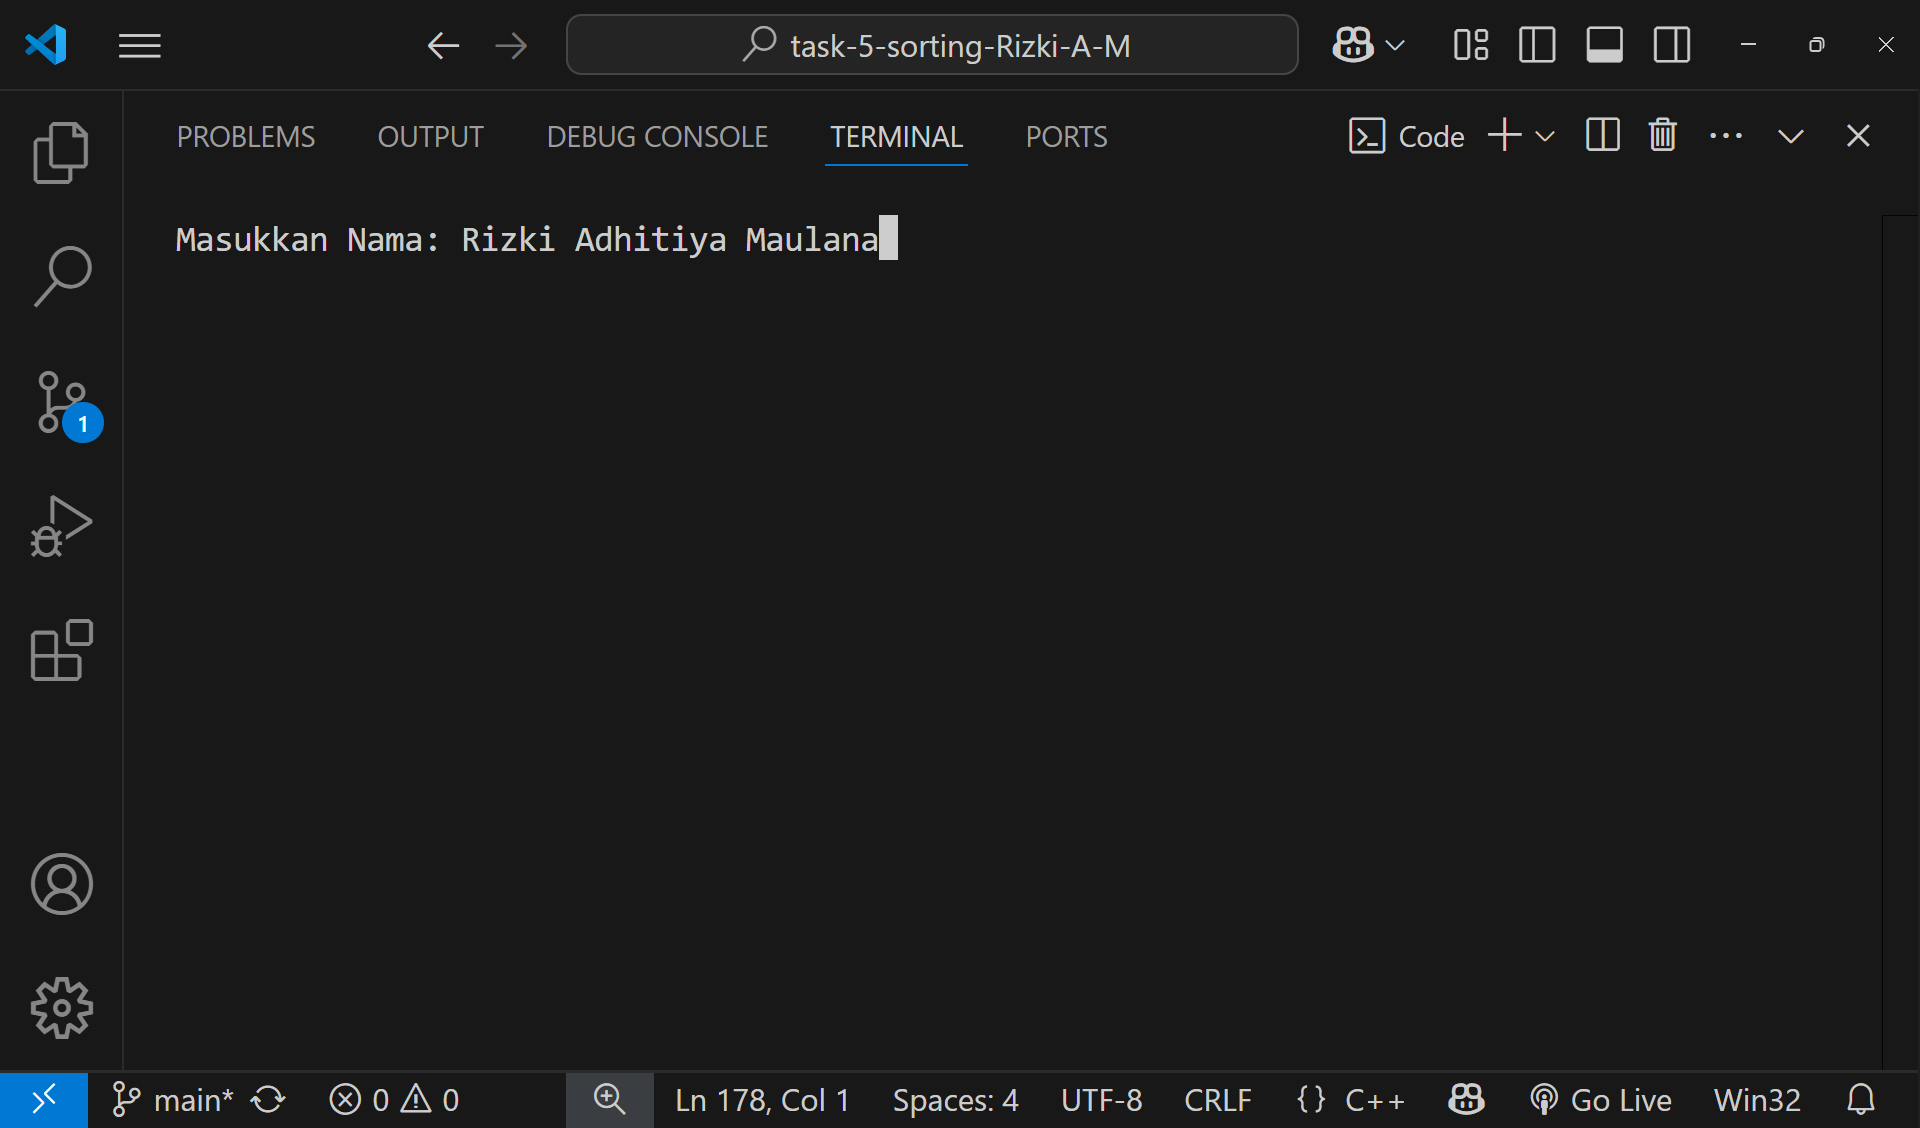 task-5-sorting-Rizki-A-M
PROBLEMS OUTPUT DEBUG CONSOLE TERMINAL PORTS Code
Masukkan Nama: Rizki Adhitiya Maulana
1
main* 0 0 Ln 178, Col 1 Spaces: 4 UTF-8 CRLF {} C++ Go Live Win32